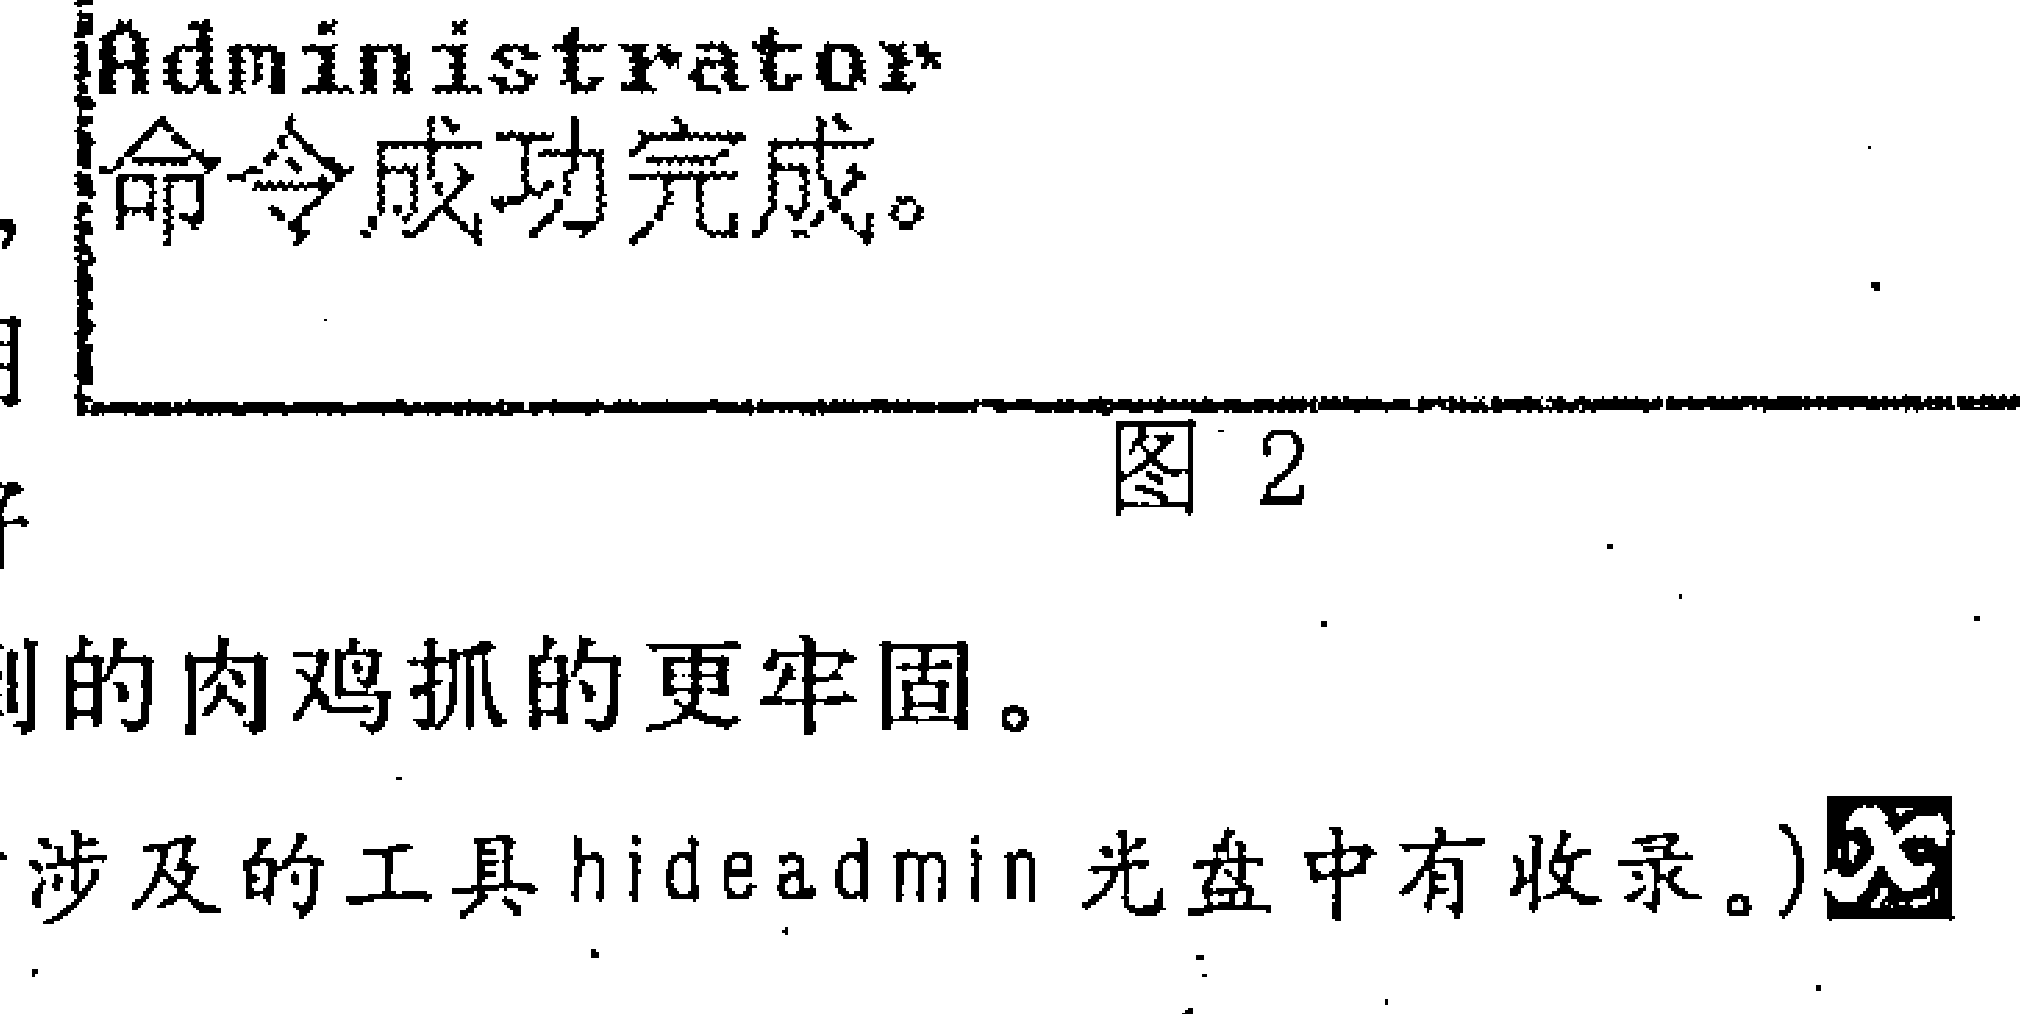 Administrator
命令成功完成。
图 2
的肉鸡抓的更牢固。
涉及的工具hideadmin光盘中有收录。)